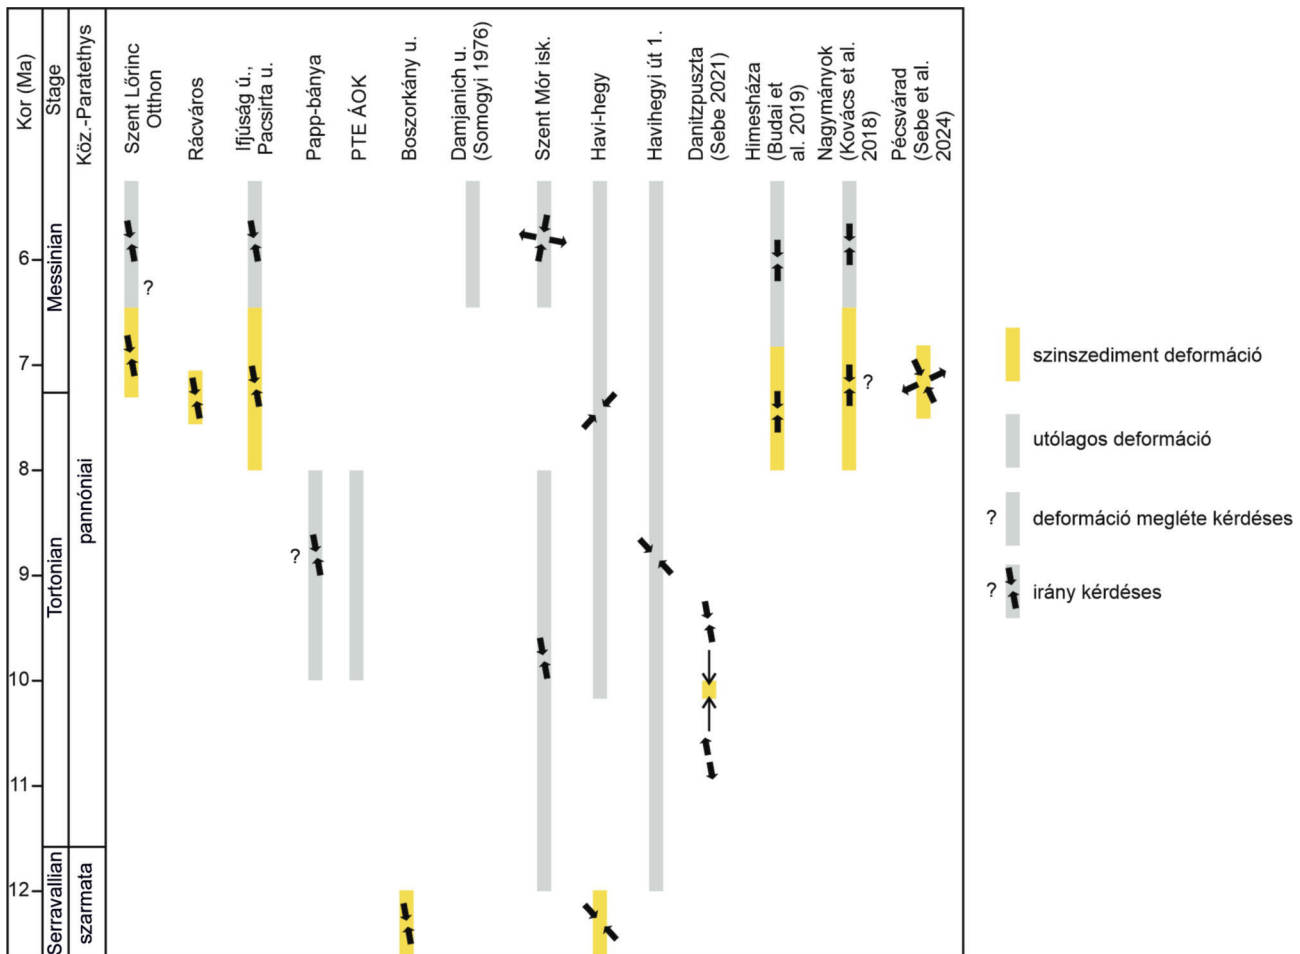 Kor (Ma)
Stage
Köz.-Paratethys
Szent Lőrinc
Otthon
Rácváros
Ifjúság ú.,
Pacsirta u.
Papp-bánya
PTE ÁOK
Boszorkány u.
Damjanich u.
(Somogyi 1976)
Szent Mór isk.
Havi-hegy
Havihegyi út 1.
Danitzpuszta
(Sebe 2021)
Himesháza
(Budai et
al. 2019)
Nagymányok
(Kovács et al.
2018)
Pécsvárad
(Sebe et al.
2024)
6
7
8
9
10
11
12
Messinian
Tortonian
Serravallian
pannóniai
szarmata
?
?
?
szinszediment deformáció
utólagos deformáció
? deformáció megléte kérdéses
? irány kérdéses